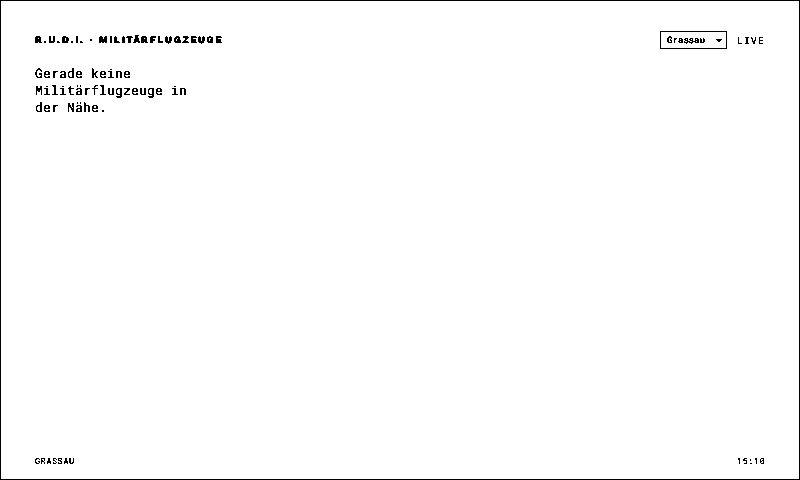 R.U.D.I. · MILITÄRFLUGZEUGE
Grassau
LIVE
Gerade keine
Militärflugzeuge in
der Nähe.
GRASSAU
15:10